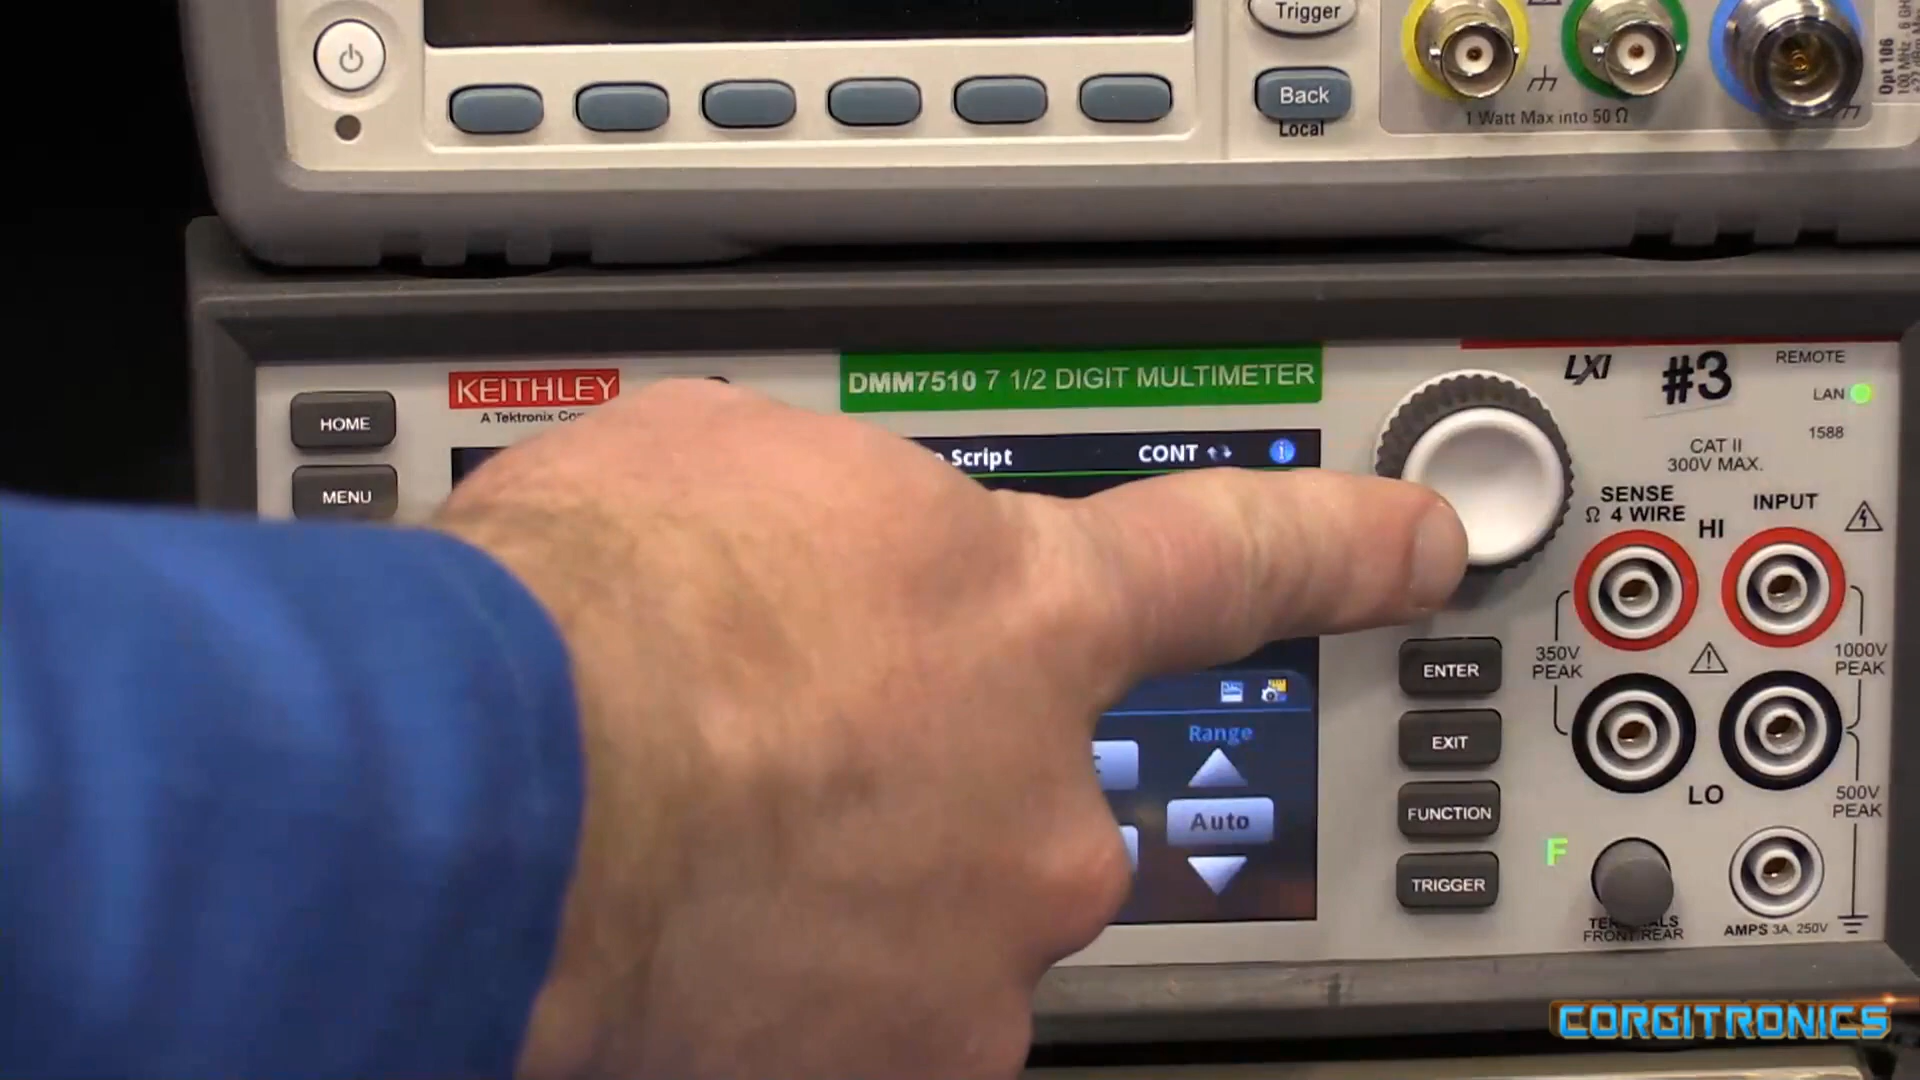 Trigger
Back
Local
1 Watt Max into 50 Ω
Opt 106
KEITHLEY
A Tektronix
DMM7510 7 1/2 DIGIT MULTIMETER
LXI
#3
REMOTE
LAN
1588
HOME
MENU
Script
CONT
CAT II
300V MAX.
SENSE
Ω 4 WIRE
HI
INPUT
350V
PEAK
1000V
PEAK
ENTER
EXIT
FUNCTION
TRIGGER
Range
Auto
LO
500V
PEAK
F
TERMINALS
FRONT/REAR
AMPS 3A, 250V
CORGITRONICS